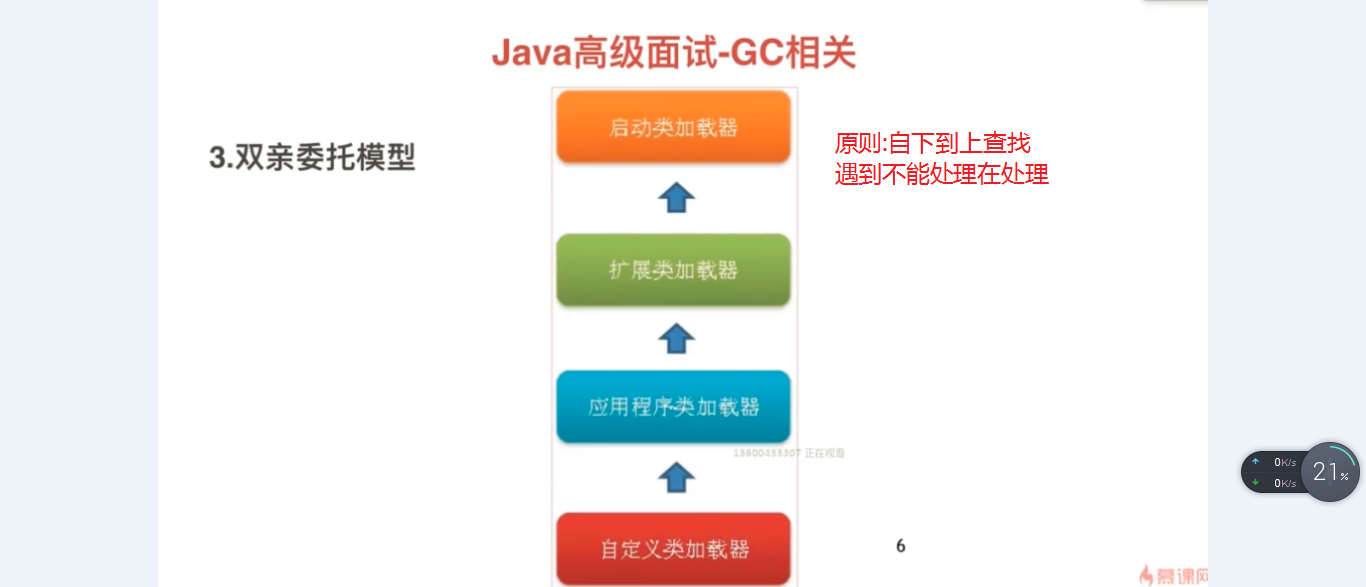 Java高级面试-GC相关
3.双亲委托模型
启动类加载器
原则:自下到上查找
遇到不能处理在处理
扩展类加载器
应用程序类加载器
13600433307 正在观看
自定义类加载器
6
0K/s
0K/s
21%
慕课网